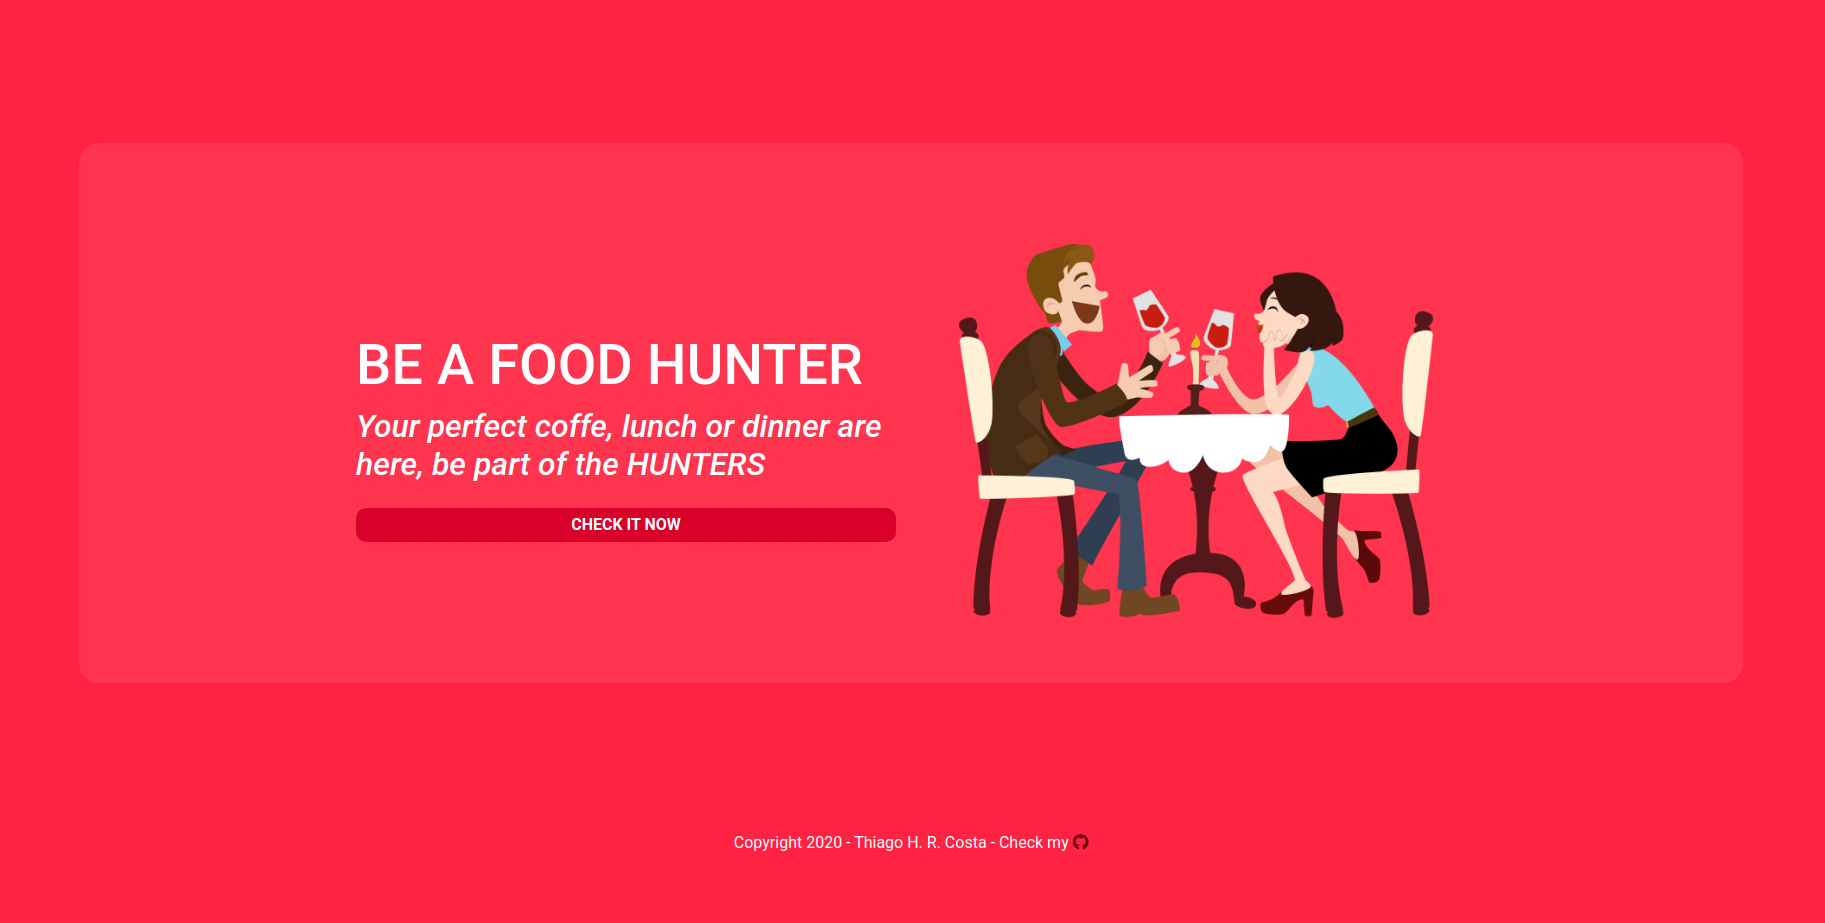 BE A FOOD HUNTER
Your perfect coffe, lunch or dinner are
here, be part of the HUNTERS
CHECK IT NOW
Copyright 2020 - Thiago H. R. Costa - Check my